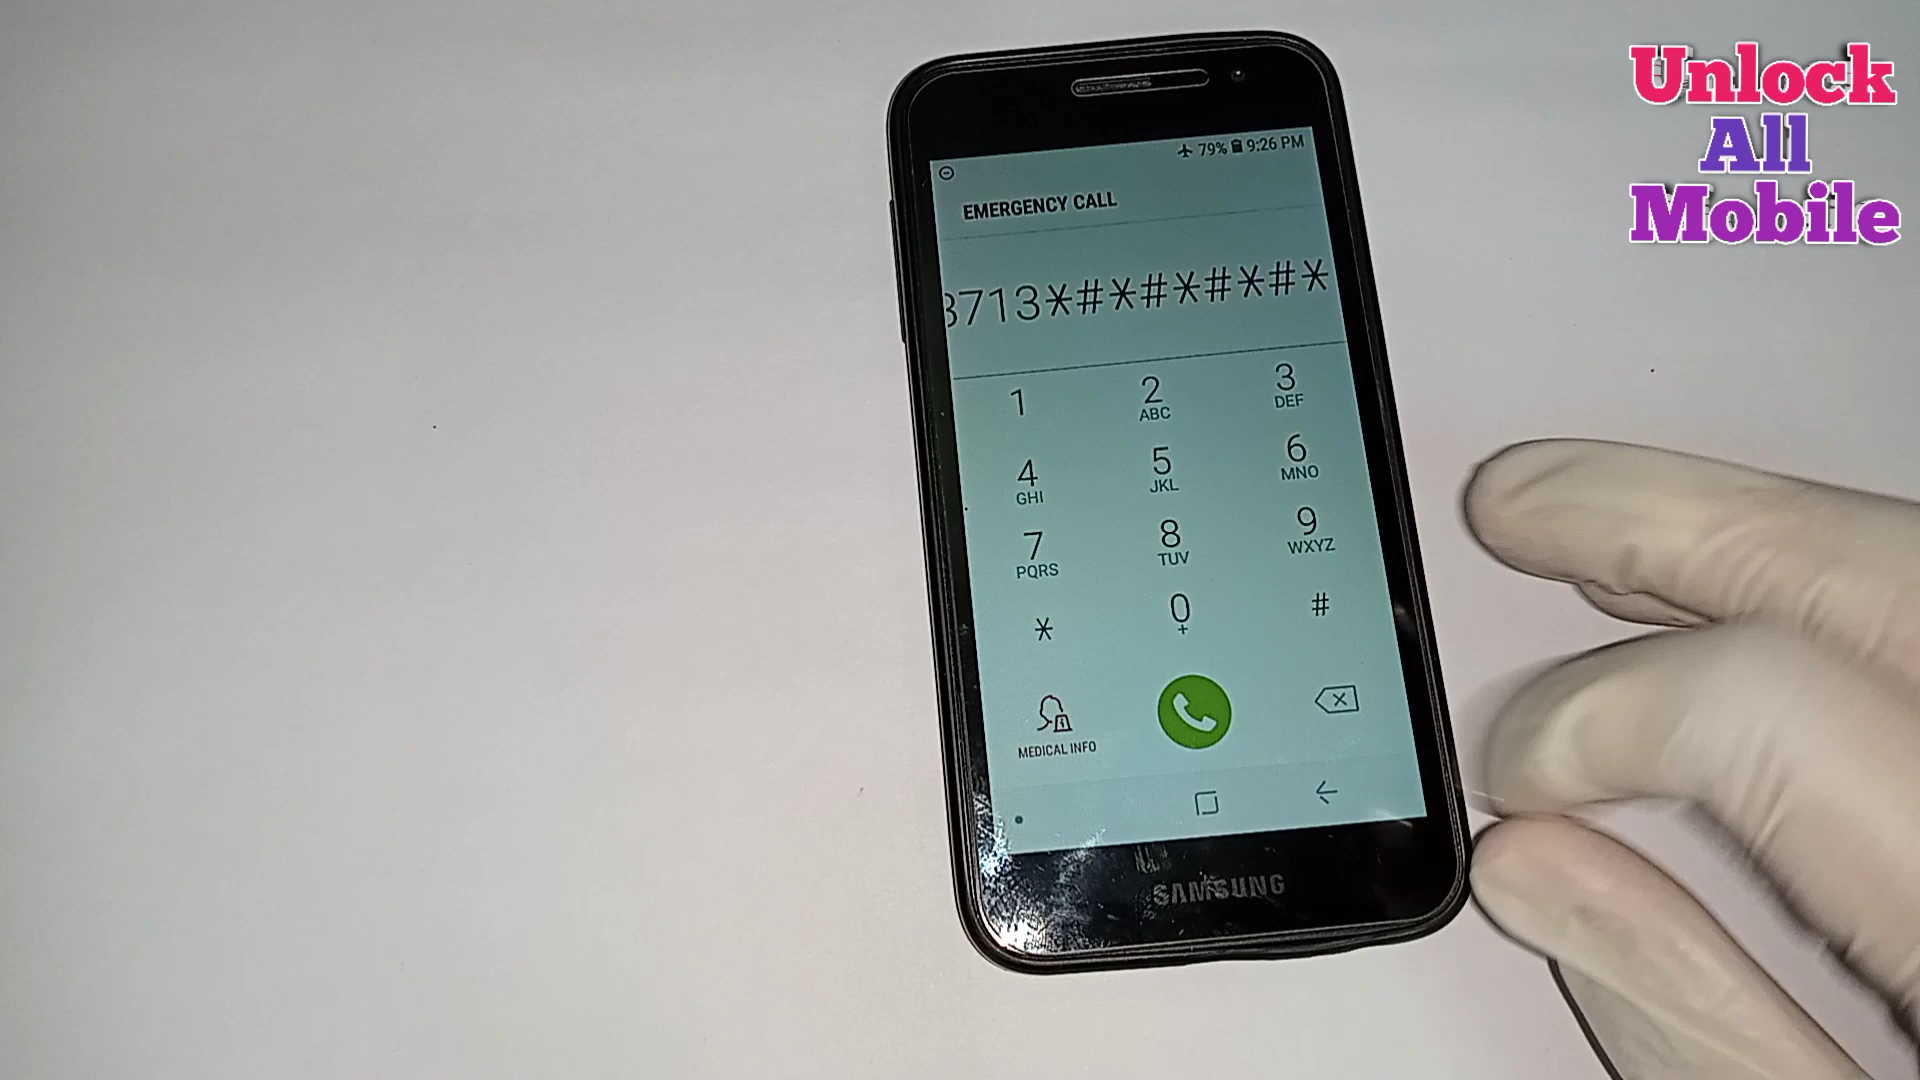 Unlock
All
Mobile
79% 9:26 PM
EMERGENCY CALL
3713*#*#*#*#*
1 2 3
ABC DEF
4 5 6
GHI JKL MNO
7 8 9
PQRS TUV WXYZ
* 0 #
+
MEDICAL INFO
SAMSUNG